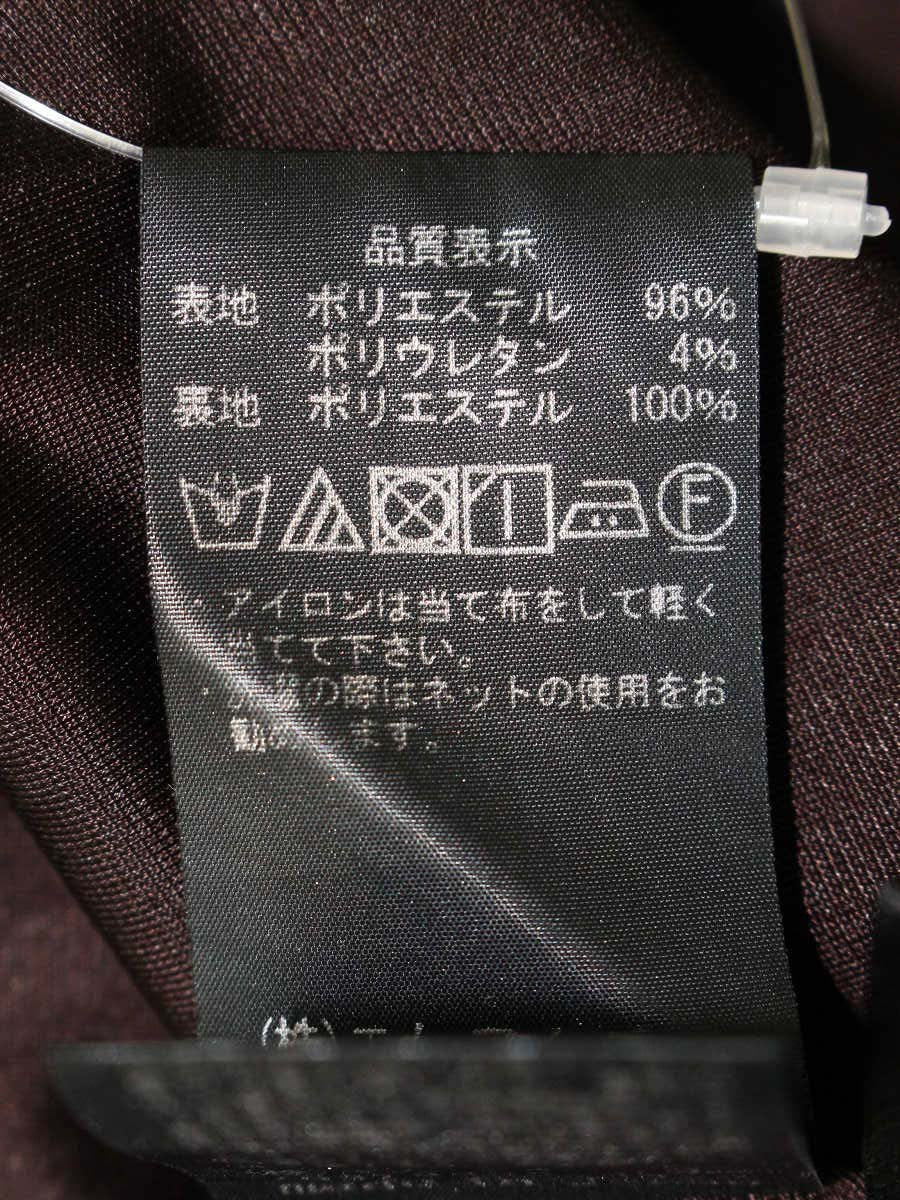 品質表示
表地 ポリエステル 96%
ポリウレタン 4%
裏地 ポリエステル 100%
F
アイロンは当て布をして軽く
当てて下さい。
の際はネットの使用をお
ます。
(株)